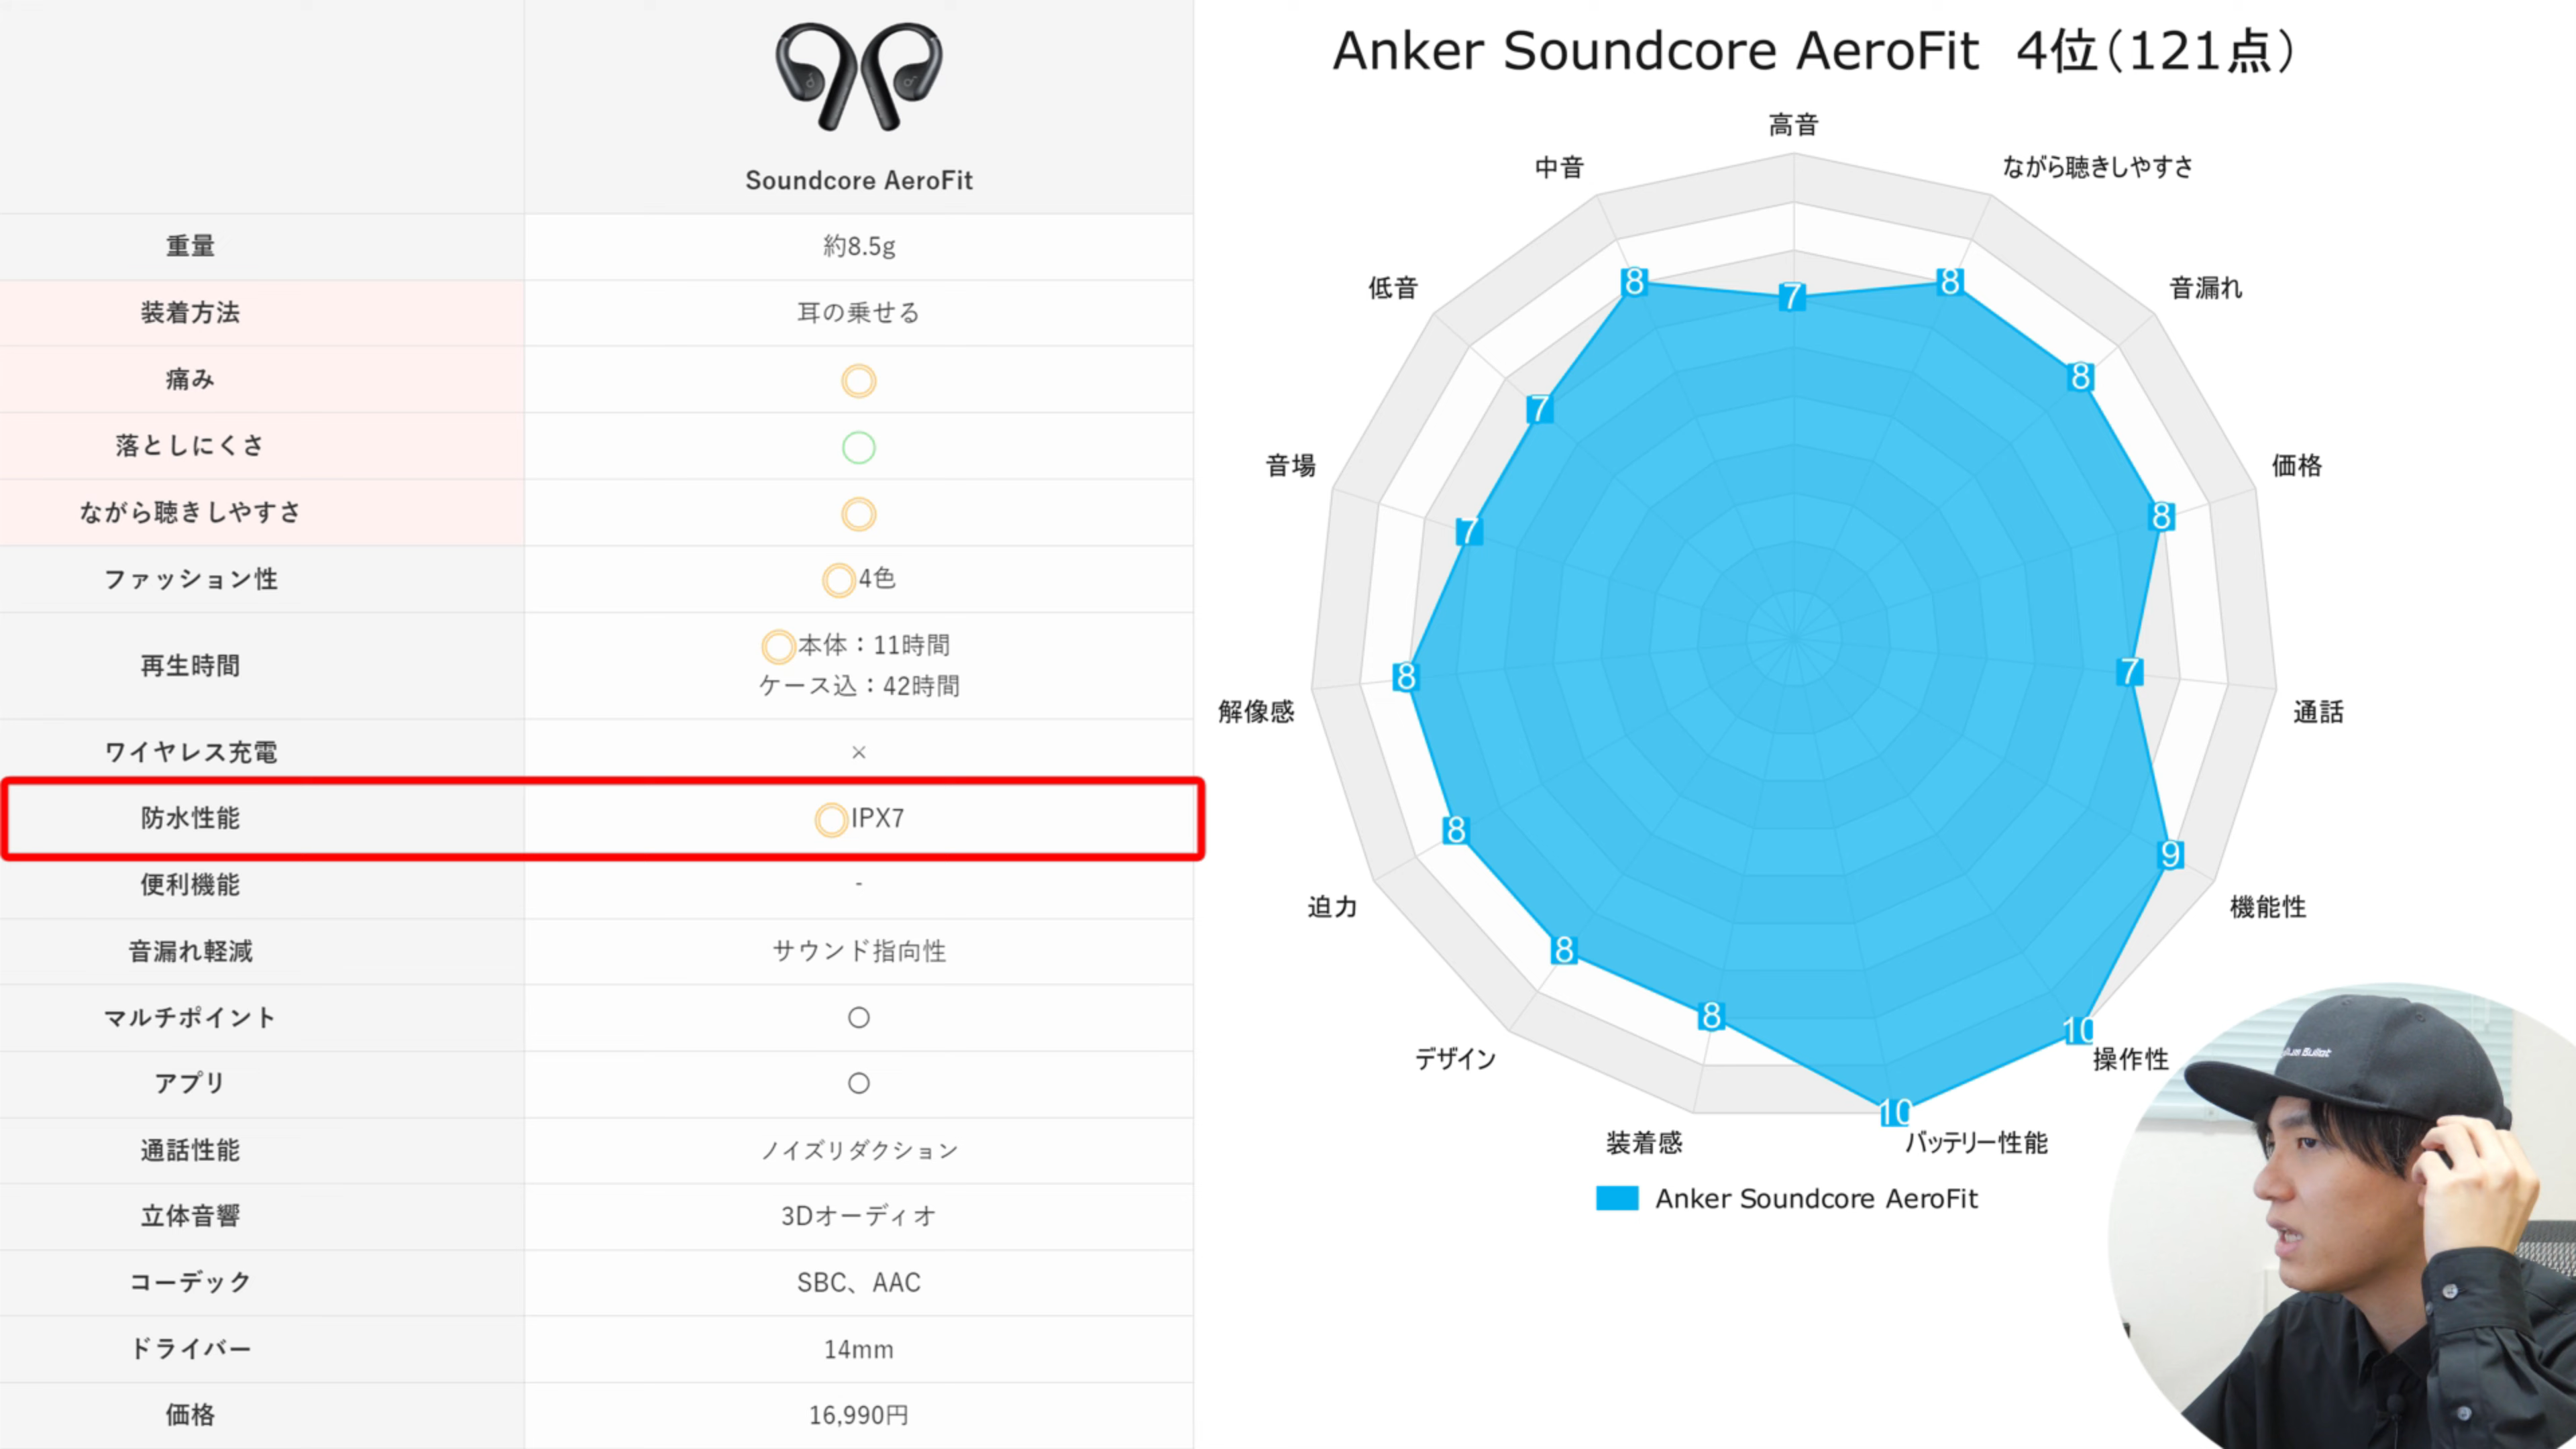 Soundcore AeroFit
重量 約8.5g
装着方法 耳の乗せる
痛み ◎
落としにくさ ○
ながら聴きしやすさ ◎
ファッション性 ◎4色
再生時間 ◎本体：11時間
ケース込：42時間
ワイヤレス充電 ×
防水性能 ◎IPX7
便利機能 -
音漏れ軽減 サウンド指向性
マルチポイント ○
アプリ ○
通話性能 ノイズリダクション
立体音響 3Dオーディオ
コーデック SBC、AAC
ドライバー 14mm
価格 16,990円
Anker Soundcore AeroFit 4位（121点）
高音
7
ながら聴きしやすさ
8
音漏れ
8
価格
8
通話
7
機能性
9
操作性
10
バッテリー性能
10
装着感
8
デザイン
8
迫力
8
解像感
8
音場
7
低音
7
中音
8
Anker Soundcore AeroFit